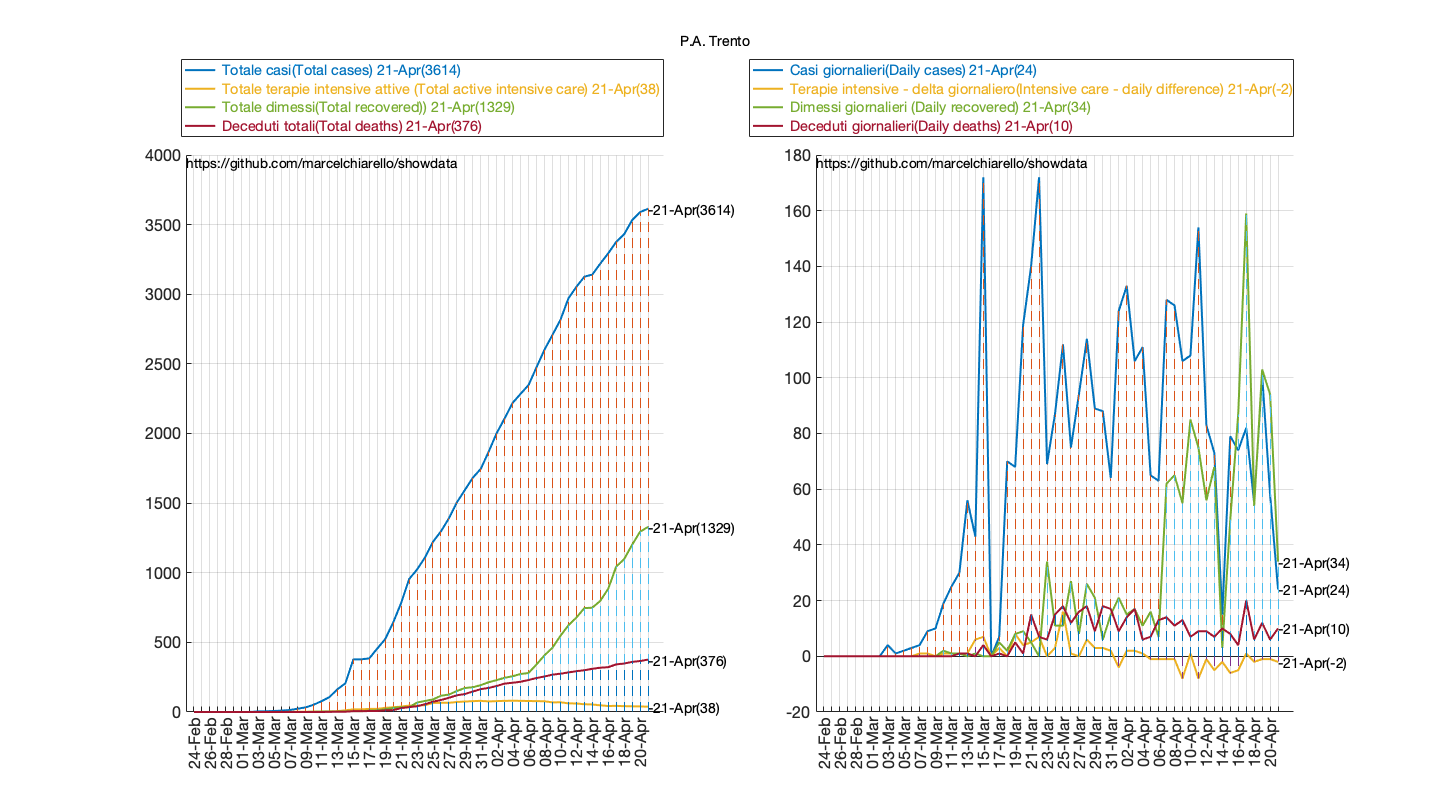 P.A. Trento
Totale casi(Total cases) 21-Apr(3614)
Totale terapie intensive attive (Total active intensive care) 21-Apr(38)
Totale dimessi(Total recovered)) 21-Apr(1329)
Deceduti totali(Total deaths) 21-Apr(376)
4000
https://github.com/marcelchiarello/showdata
3500
3000
2500
2000
1500
1000
500
0
-21-Apr(3614)
-21-Apr(1329)
-21-Apr(376)
-21-Apr(38)
24-Feb
26-Feb
28-Feb
01-Mar
03-Mar
05-Mar
07-Mar
09-Mar
11-Mar
13-Mar
15-Mar
17-Mar
19-Mar
21-Mar
23-Mar
25-Mar
27-Mar
29-Mar
31-Mar
02-Apr
04-Apr
06-Apr
08-Apr
10-Apr
12-Apr
14-Apr
16-Apr
18-Apr
20-Apr
Casi giornalieri(Daily cases) 21-Apr(24)
Terapie intensive - delta giornaliero(Intensive care - daily difference) 21-Apr(-2)
Dimessi giornalieri (Daily recovered) 21-Apr(34)
Deceduti giornalieri(Daily deaths) 21-Apr(10)
180
https://github.com/marcelchiarello/showdata
160
140
120
100
80
60
40
20
0
-20
-21-Apr(34)
-21-Apr(24)
-21-Apr(10)
-21-Apr(-2)
24-Feb
26-Feb
28-Feb
01-Mar
03-Mar
05-Mar
07-Mar
09-Mar
11-Mar
13-Mar
15-Mar
17-Mar
19-Mar
21-Mar
23-Mar
25-Mar
27-Mar
29-Mar
31-Mar
02-Apr
04-Apr
06-Apr
08-Apr
10-Apr
12-Apr
14-Apr
16-Apr
18-Apr
20-Apr